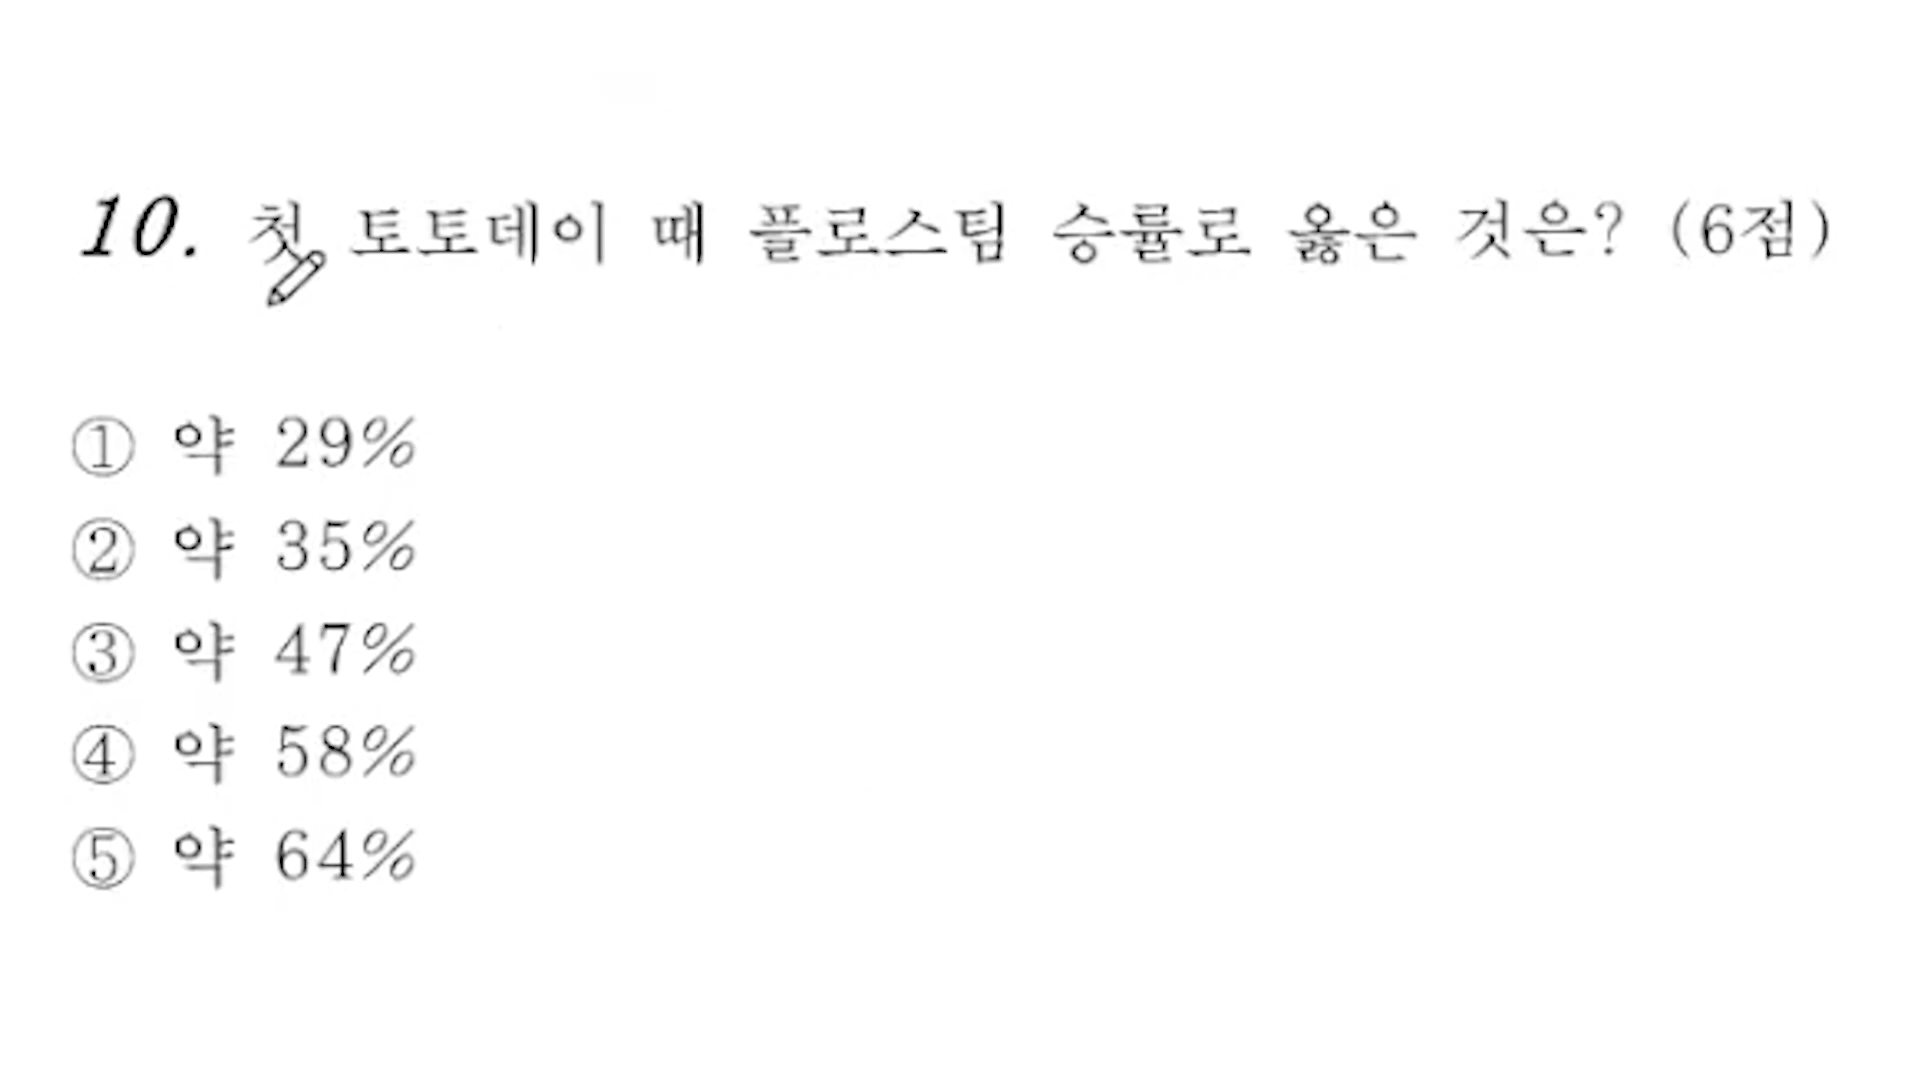 10. 첫 토토데이 때 플로스팀 승률로 옳은 것은? (6점)
① 약 29%
② 약 35%
③ 약 47%
④ 약 58%
⑤ 약 64%